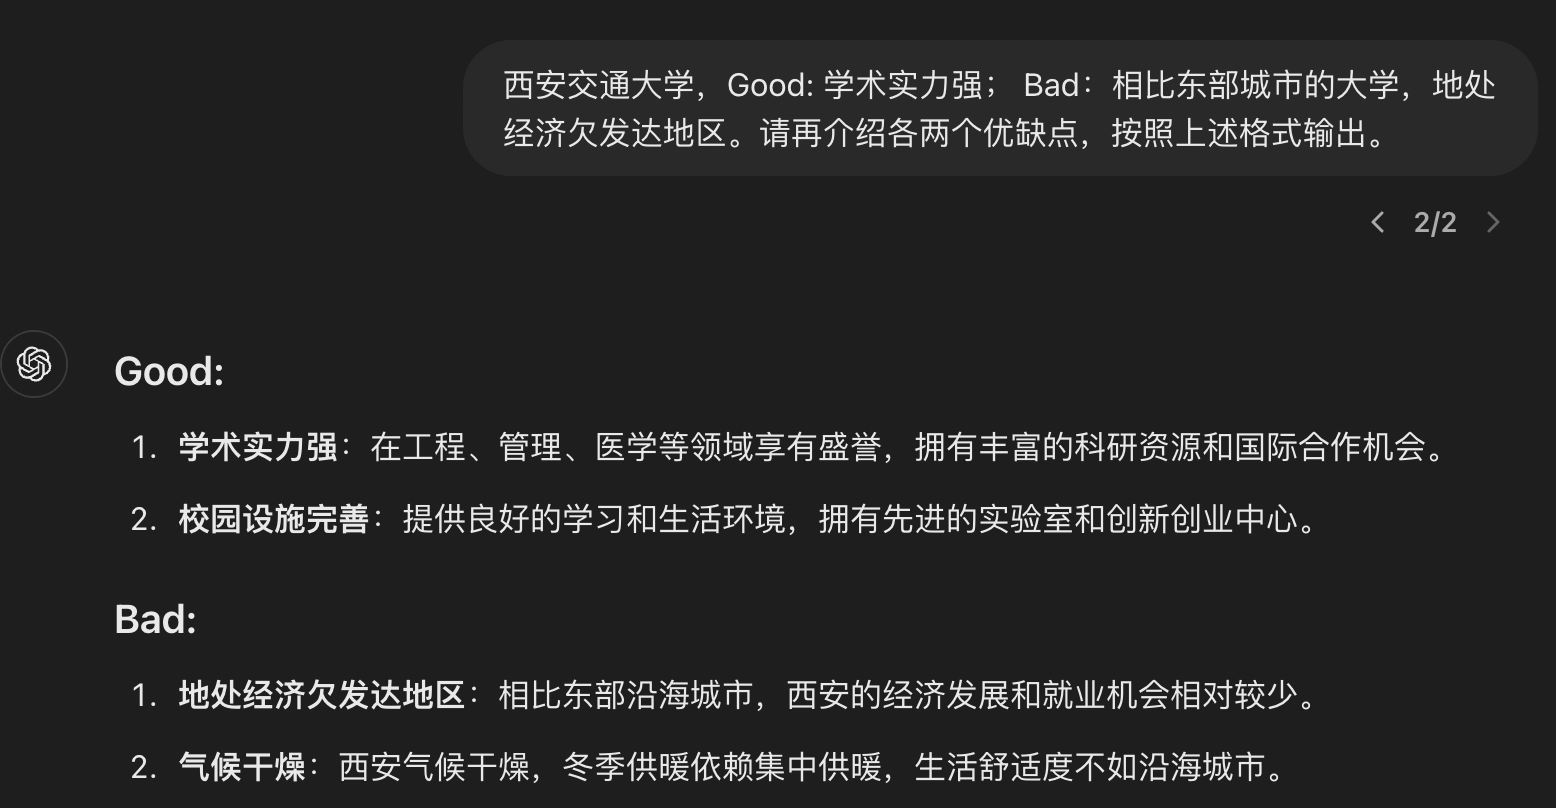 西安交通大学，Good: 学术实力强； Bad：相比东部城市的大学，地处
经济欠发达地区。请再介绍各两个优缺点，按照上述格式输出。
2/2
Good:
1. 学术实力强：在工程、管理、医学等领域享有盛誉，拥有丰富的科研资源和国际合作机会。
2. 校园设施完善：提供良好的学习和生活环境，拥有先进的实验室和创新创业中心。
Bad:
1. 地处经济欠发达地区：相比东部沿海城市，西安的经济发展和就业机会相对较少。
2. 气候干燥：西安气候干燥，冬季供暖依赖集中供暖，生活舒适度不如沿海城市。